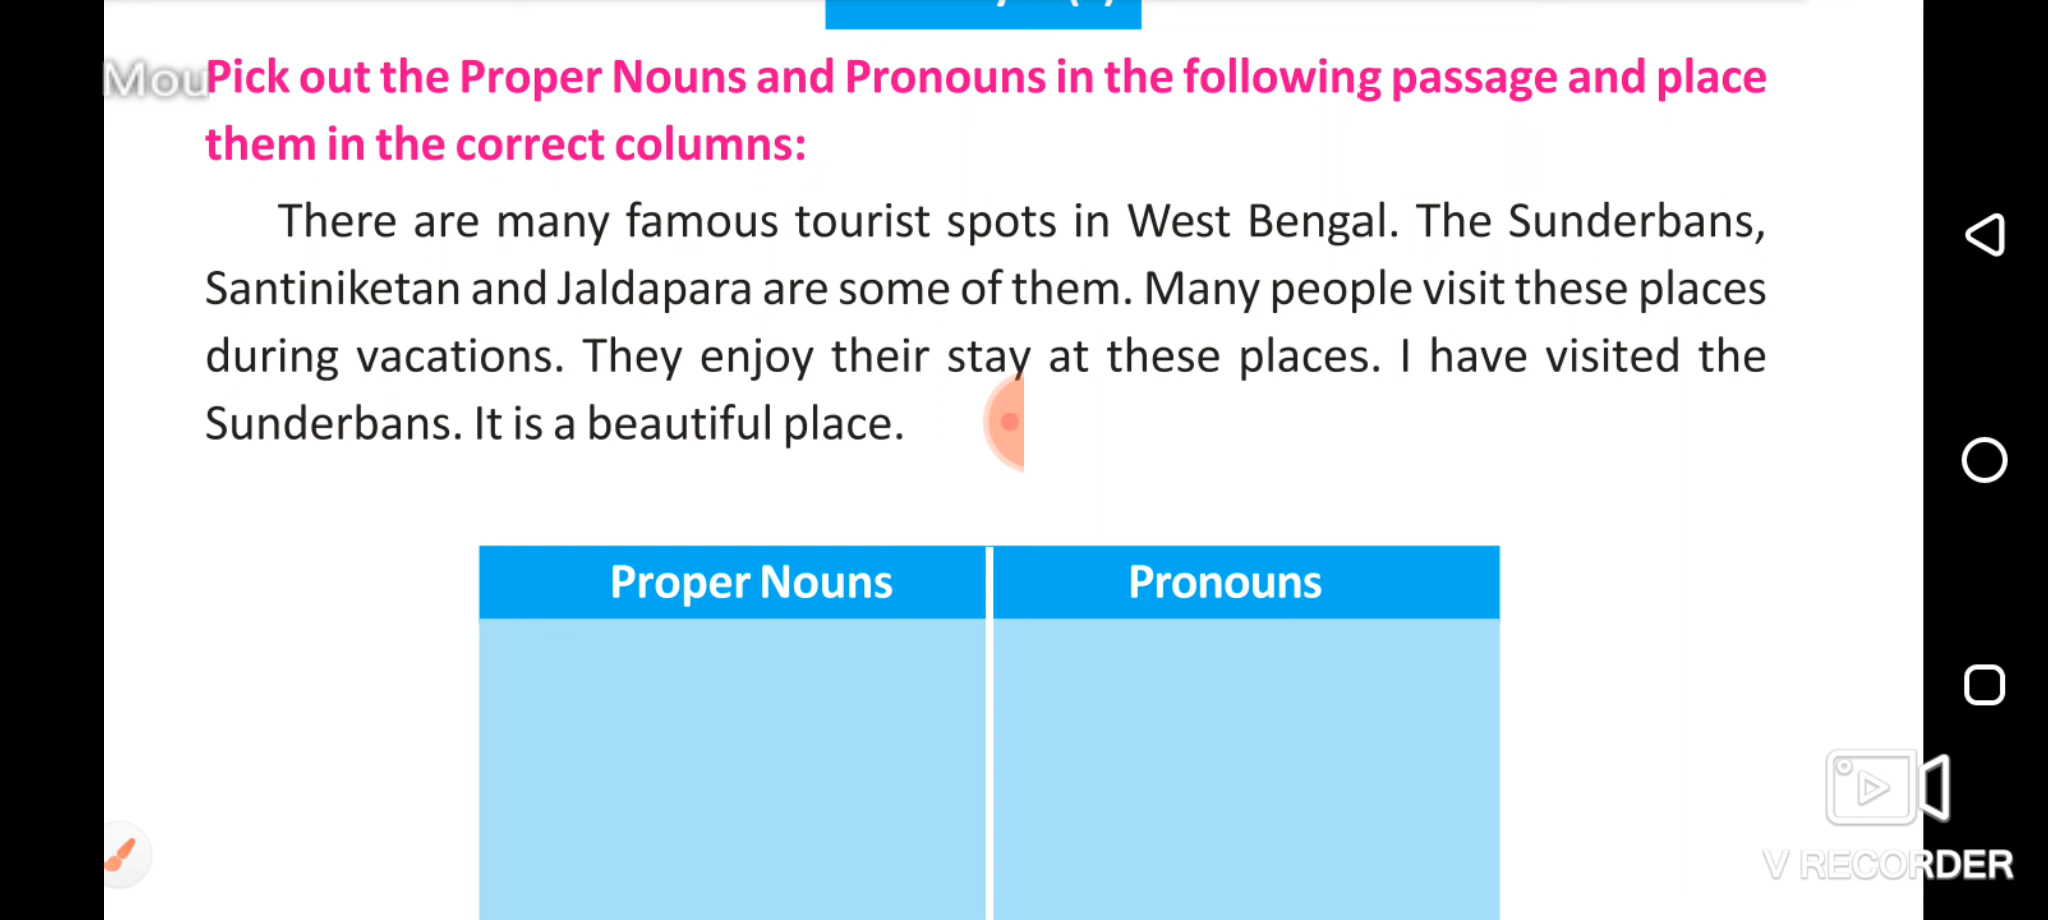 Mou
Pick out the Proper Nouns and Pronouns in the following passage and place
them in the correct columns:
There are many famous tourist spots in West Bengal. The Sunderbans,
Santiniketan and Jaldapara are some of them. Many people visit these places
during vacations. They enjoy their stay at these places. I have visited the
Sunderbans. It is a beautiful place.
Proper Nouns Pronouns
V RECORDER